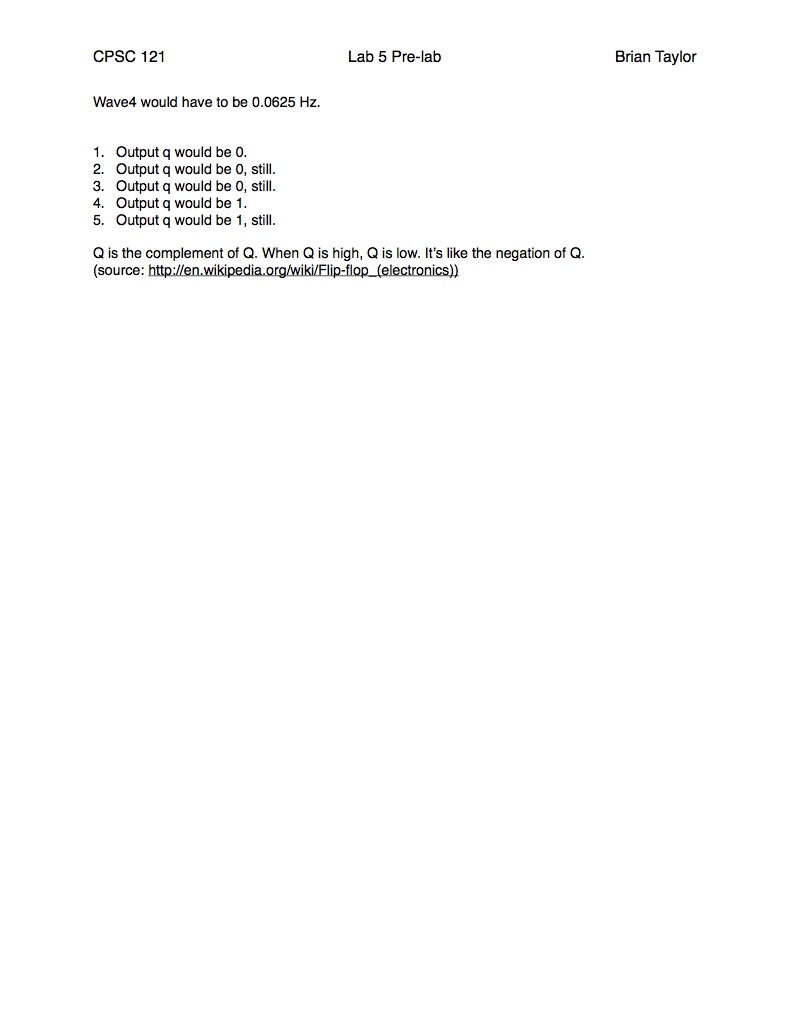 CPSC 121 Lab 5 Pre-lab Brian Taylor
Wave4 would have to be 0.0625 Hz.
1. Output q would be 0.
2. Output q would be 0, still.
3. Output q would be 0, still.
4. Output q would be 1.
5. Output q would be 1, still.
Q is the complement of Q. When Q is high, Q is low. It’s like the negation of Q.
(source: http://en.wikipedia.org/wiki/Flip-flop_(electronics))